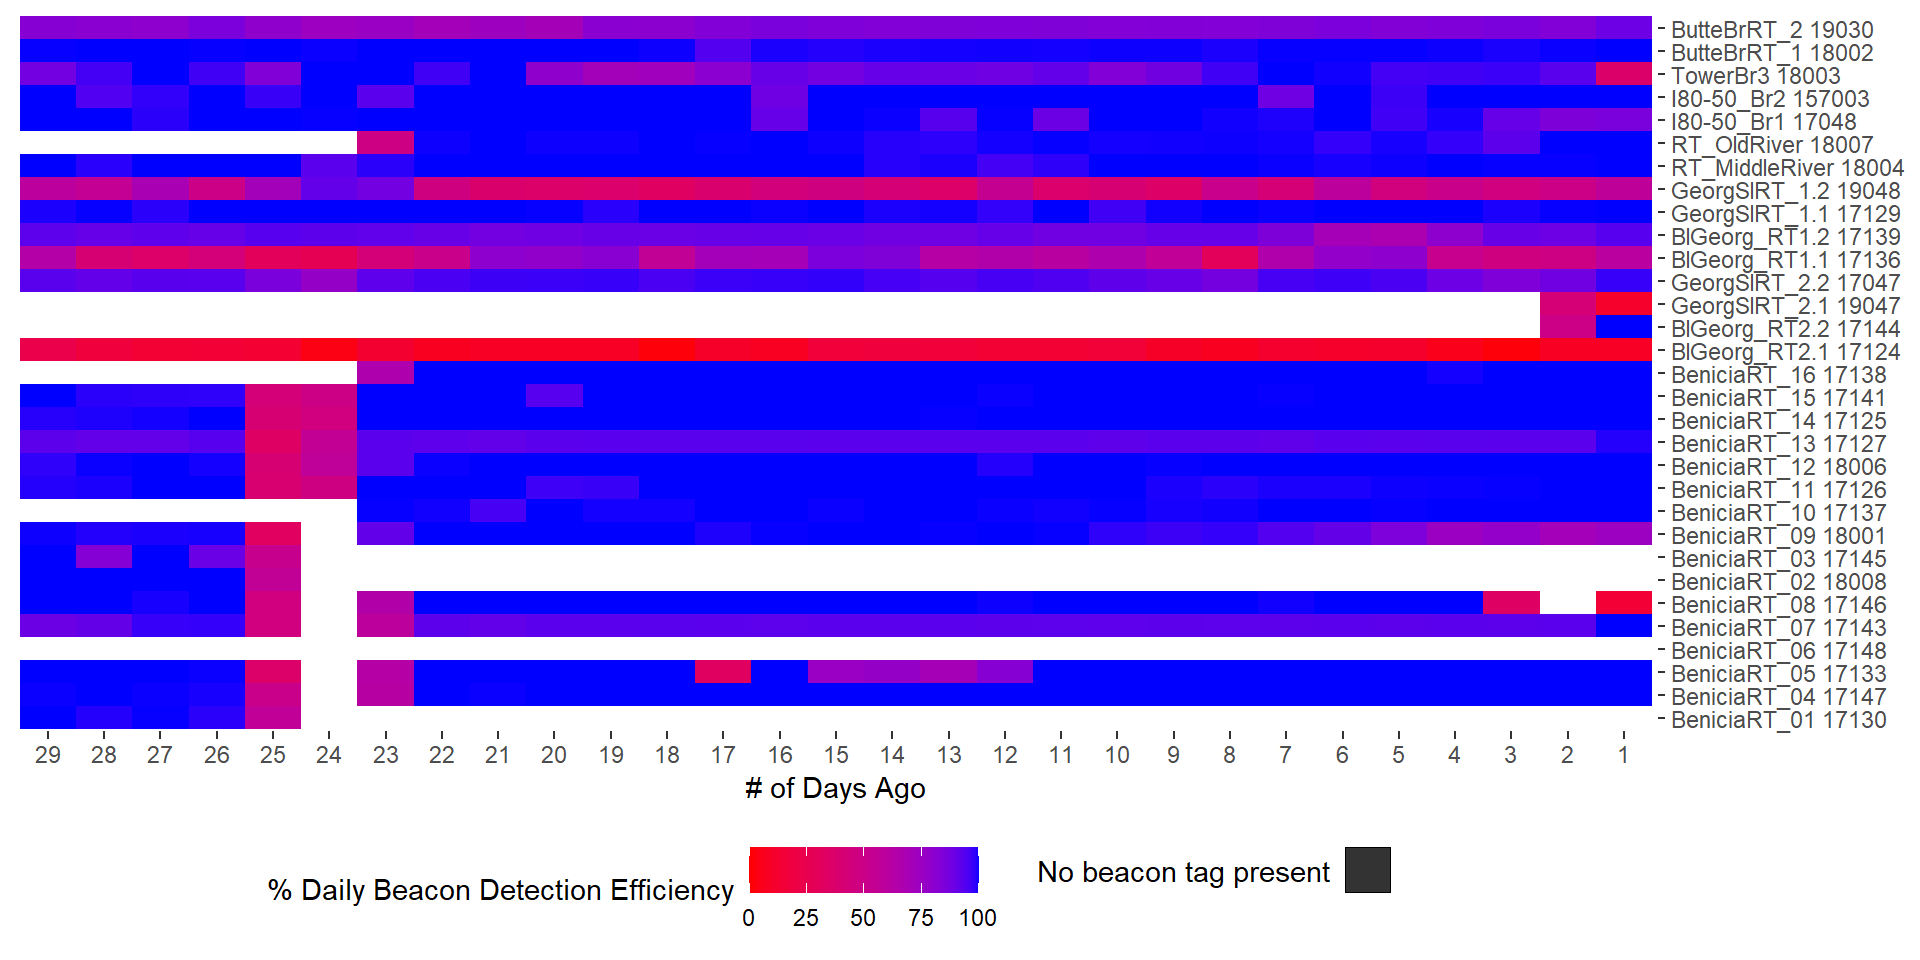 ButteBrRT_2 19030
ButteBrRT_1 18002
TowerBr3 18003
I80-50_Br2 157003
I80-50_Br1 17048
RT_OldRiver 18007
RT_MiddleRiver 18004
GeorgSlRT_1.2 19048
GeorgSlRT_1.1 17129
BlGeorg_RT1.2 17139
BlGeorg_RT1.1 17136
GeorgSlRT_2.2 17047
GeorgSlRT_2.1 19047
BlGeorg_RT2.2 17144
BlGeorg_RT2.1 17124
BeniciaRT_16 17138
BeniciaRT_15 17141
BeniciaRT_14 17125
BeniciaRT_13 17127
BeniciaRT_12 18006
BeniciaRT_11 17126
BeniciaRT_10 17137
BeniciaRT_09 18001
BeniciaRT_03 17145
BeniciaRT_02 18008
BeniciaRT_08 17146
BeniciaRT_07 17143
BeniciaRT_06 17148
BeniciaRT_05 17133
BeniciaRT_04 17147
BeniciaRT_01 17130
29 28 27 26 25 24 23 22 21 20 19 18 17 16 15 14 13 12 11 10 9 8 7 6 5 4 3 2 1
# of Days Ago
% Daily Beacon Detection Efficiency
0 25 50 75 100
No beacon tag present